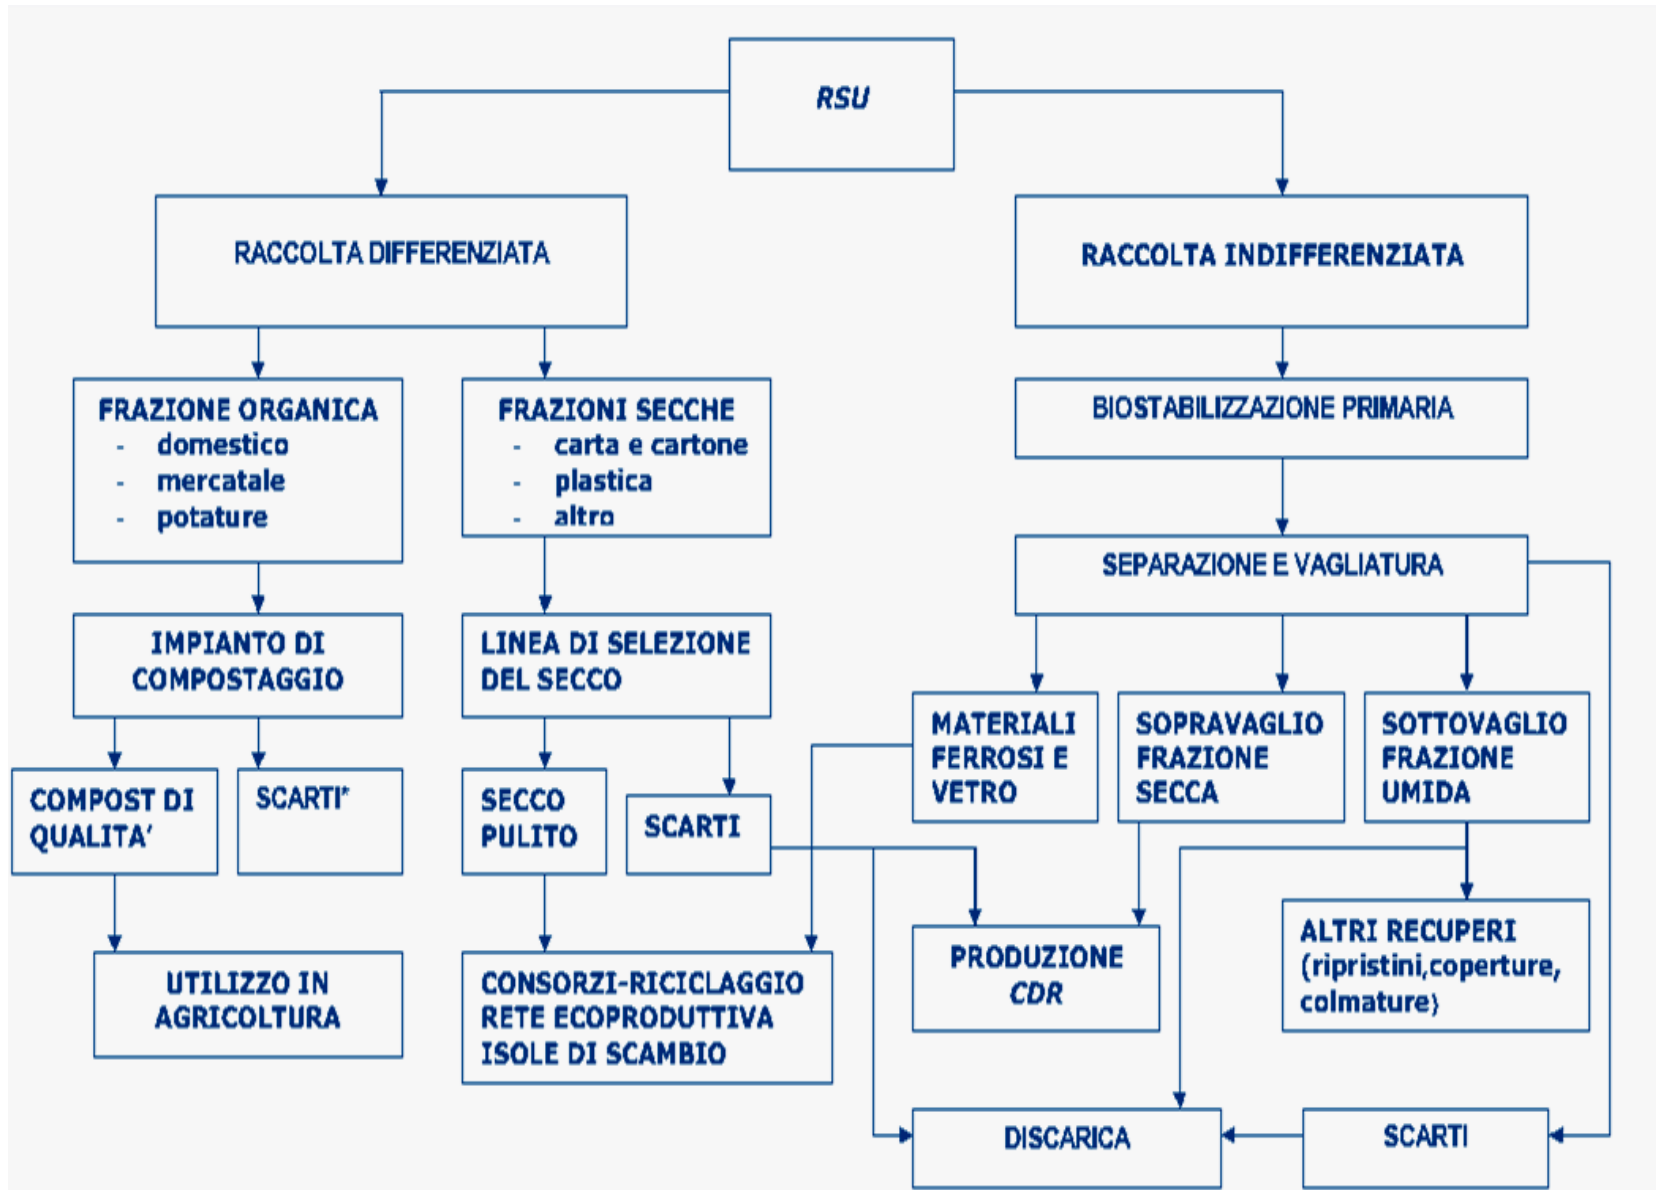 RSU
RACCOLTA DIFFERENZIATA
RACCOLTA INDIFFERENZIATA
FRAZIONE ORGANICA
- domestico
- mercatale
- potature
FRAZIONI SECCHE
- carta e cartone
- plastica
- altro
BIOSTABILIZZAZIONE PRIMARIA
SEPARAZIONE E VAGLIATURA
IMPIANTO DI
COMPOSTAGGIO
LINEA DI SELEZIONE
DEL SECCO
MATERIALI
FERROSI E
VETRO
SOPRAVAGLIO
FRAZIONE
SECCA
SOTTOVAGLIO
FRAZIONE
UMIDA
COMPOST DI
QUALITA’
SCARTI*
SECCO
PULITO
SCARTI
UTILIZZO IN
AGRICOLTURA
CONSORZI-RICICLAGGIO
RETE ECOPRODUTTIVA
ISOLE DI SCAMBIO
PRODUZIONE
CDR
ALTRI RECUPERI
(ripristini,coperture,
colmature)
DISCARICA
SCARTI